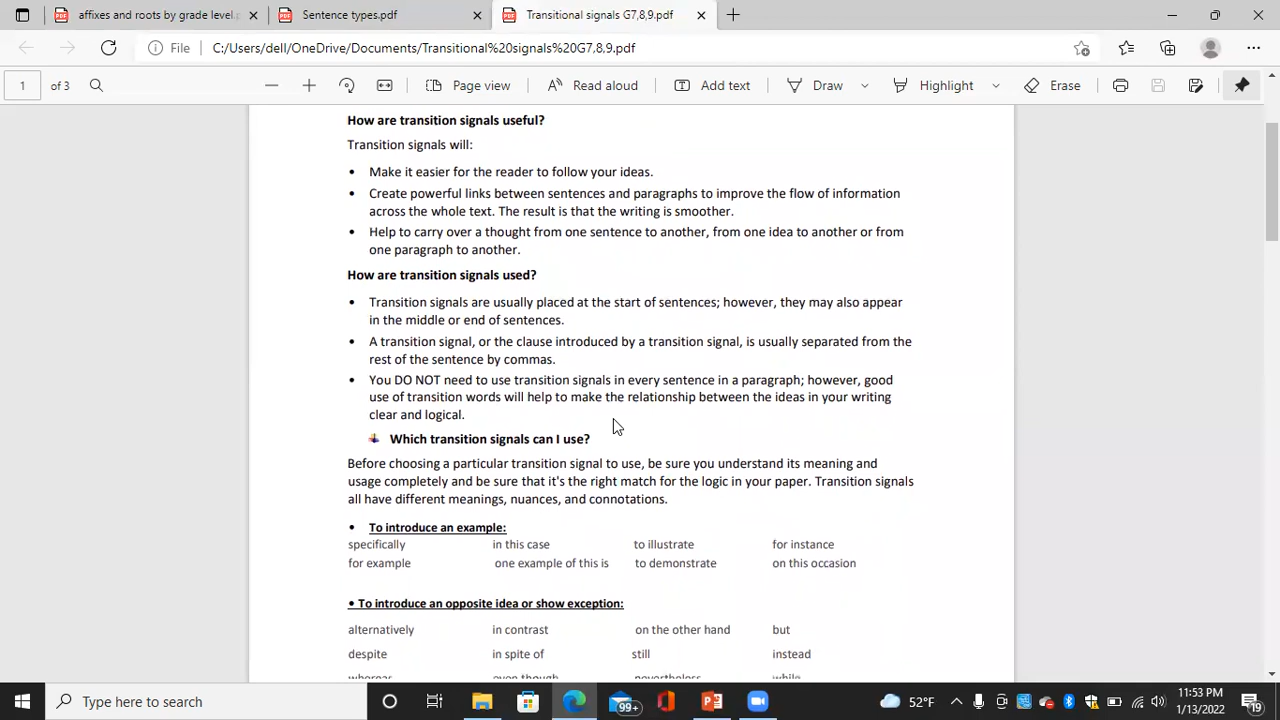 affixes and roots by grade level.p
Sentence types.pdf
Transitional signals G7,8,9.pdf
File
C:/Users/dell/OneDrive/Documents/Transitional%20signals%20G7,8,9.pdf
1 of 3
Page view
Read aloud
Add text
Draw
Highlight
Erase
How are transition signals useful?
Transition signals will:
• Make it easier for the reader to follow your ideas.
• Create powerful links between sentences and paragraphs to improve the flow of information
across the whole text. The result is that the writing is smoother.
• Help to carry over a thought from one sentence to another, from one idea to another or from
one paragraph to another.
How are transition signals used?
• Transition signals are usually placed at the start of sentences; however, they may also appear
in the middle or end of sentences.
• A transition signal, or the clause introduced by a transition signal, is usually separated from the
rest of the sentence by commas.
• You DO NOT need to use transition signals in every sentence in a paragraph; however, good
use of transition words will help to make the relationship between the ideas in your writing
clear and logical.
Which transition signals can I use?
Before choosing a particular transition signal to use, be sure you understand its meaning and
usage completely and be sure that it's the right match for the logic in your paper. Transition signals
all have different meanings, nuances, and connotations.
• To introduce an example:
specifically in this case to illustrate for instance
for example one example of this is to demonstrate on this occasion
• To introduce an opposite idea or show exception:
alternatively in contrast on the other hand but
despite in spite of still instead
whereas even though nevertheless while
Type here to search
99+
52°F
11:53 PM
1/13/2022
19